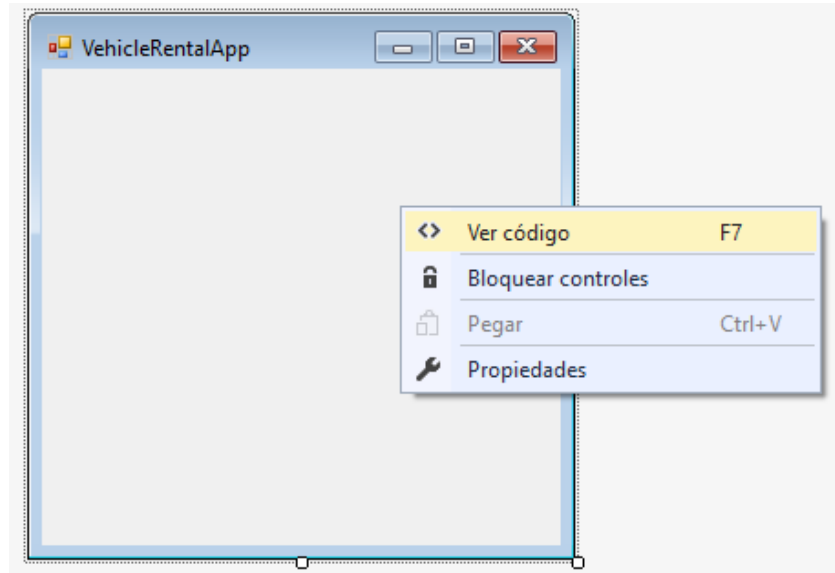 VehicleRentalApp
Ver código F7
Bloquear controles
Pegar Ctrl+V
Propiedades